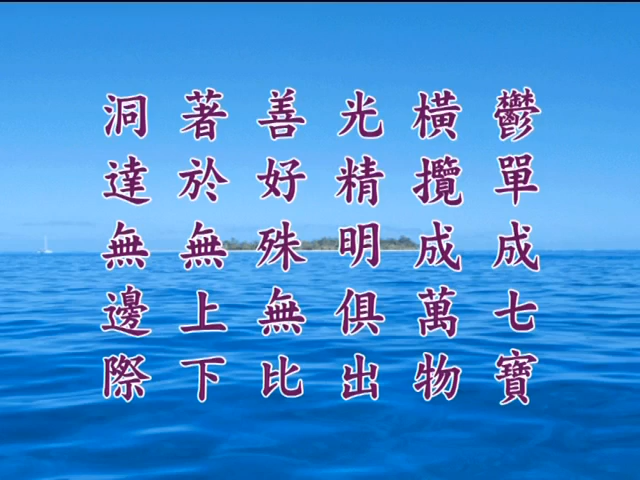 鬱單成七寶
橫攬成萬物
光精明俱出
善好殊無比
著於無上下
洞達無邊際